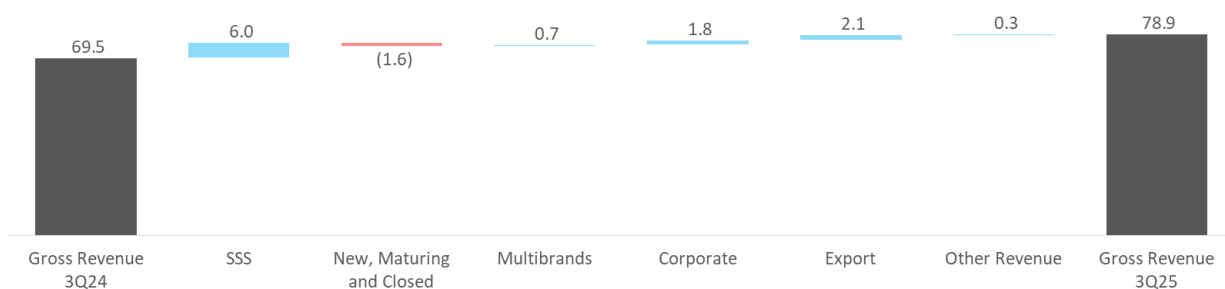 69.5
6.0
(1.6)
0.7
1.8
2.1
0.3
78.9
Gross Revenue
3Q24
SSS
New, Maturing
and Closed
Multibrands
Corporate
Export
Other Revenue
Gross Revenue
3Q25